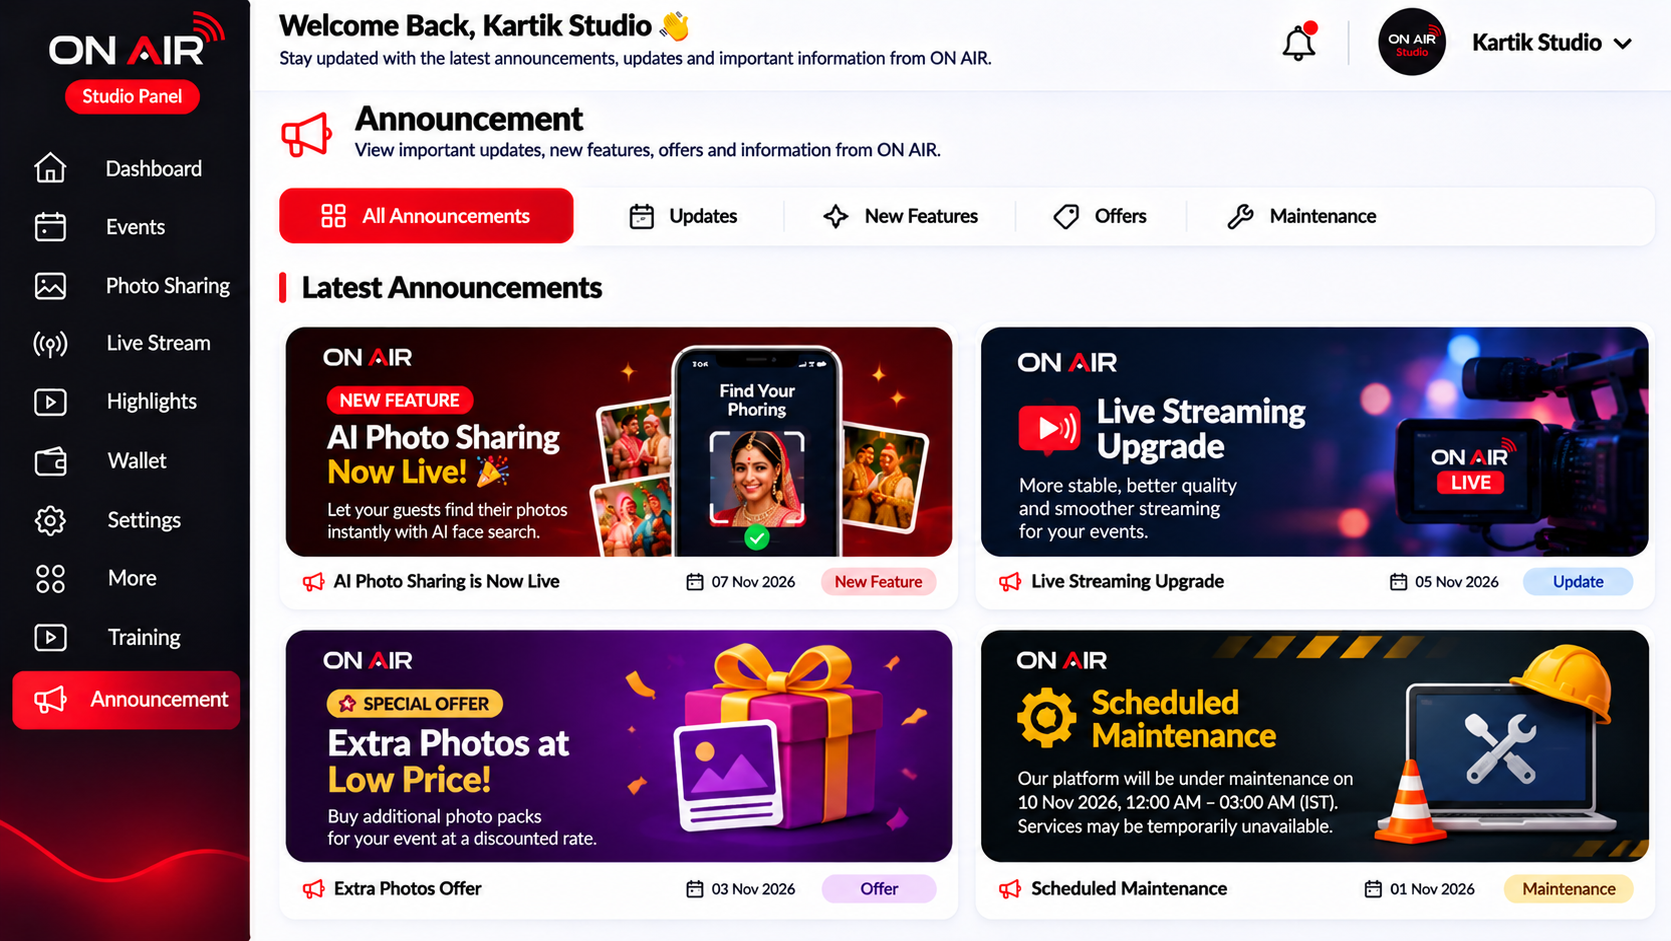 ON AIR
Studio Panel
Dashboard
Events
Photo Sharing
Live Stream
Highlights
Wallet
Settings
More
Training
Announcement
Welcome Back, Kartik Studio 👋
Stay updated with the latest announcements, updates and important information from ON AIR.
ON AIR
Studio
Kartik Studio
Announcement
View important updates, new features, offers and information from ON AIR.
All Announcements
Updates
New Features
Offers
Maintenance
Latest Announcements
ON AIR
NEW FEATURE
AI Photo Sharing
Now Live! 🎉
Let your guests find their photos
instantly with AI face search.
Find Your
Phoring
AI Photo Sharing is Now Live
07 Nov 2026
New Feature
ON AIR
Live Streaming
Upgrade
More stable, better quality
and smoother streaming
for your events.
ON AIR
LIVE
Live Streaming Upgrade
05 Nov 2026
Update
ON AIR
SPECIAL OFFER
Extra Photos at
Low Price!
Buy additional photo packs
for your event at a discounted rate.
Extra Photos Offer
03 Nov 2026
Offer
ON AIR
Scheduled
Maintenance
Our platform will be under maintenance on
10 Nov 2026, 12:00 AM – 03:00 AM (IST).
Services may be temporarily unavailable.
Scheduled Maintenance
01 Nov 2026
Maintenance